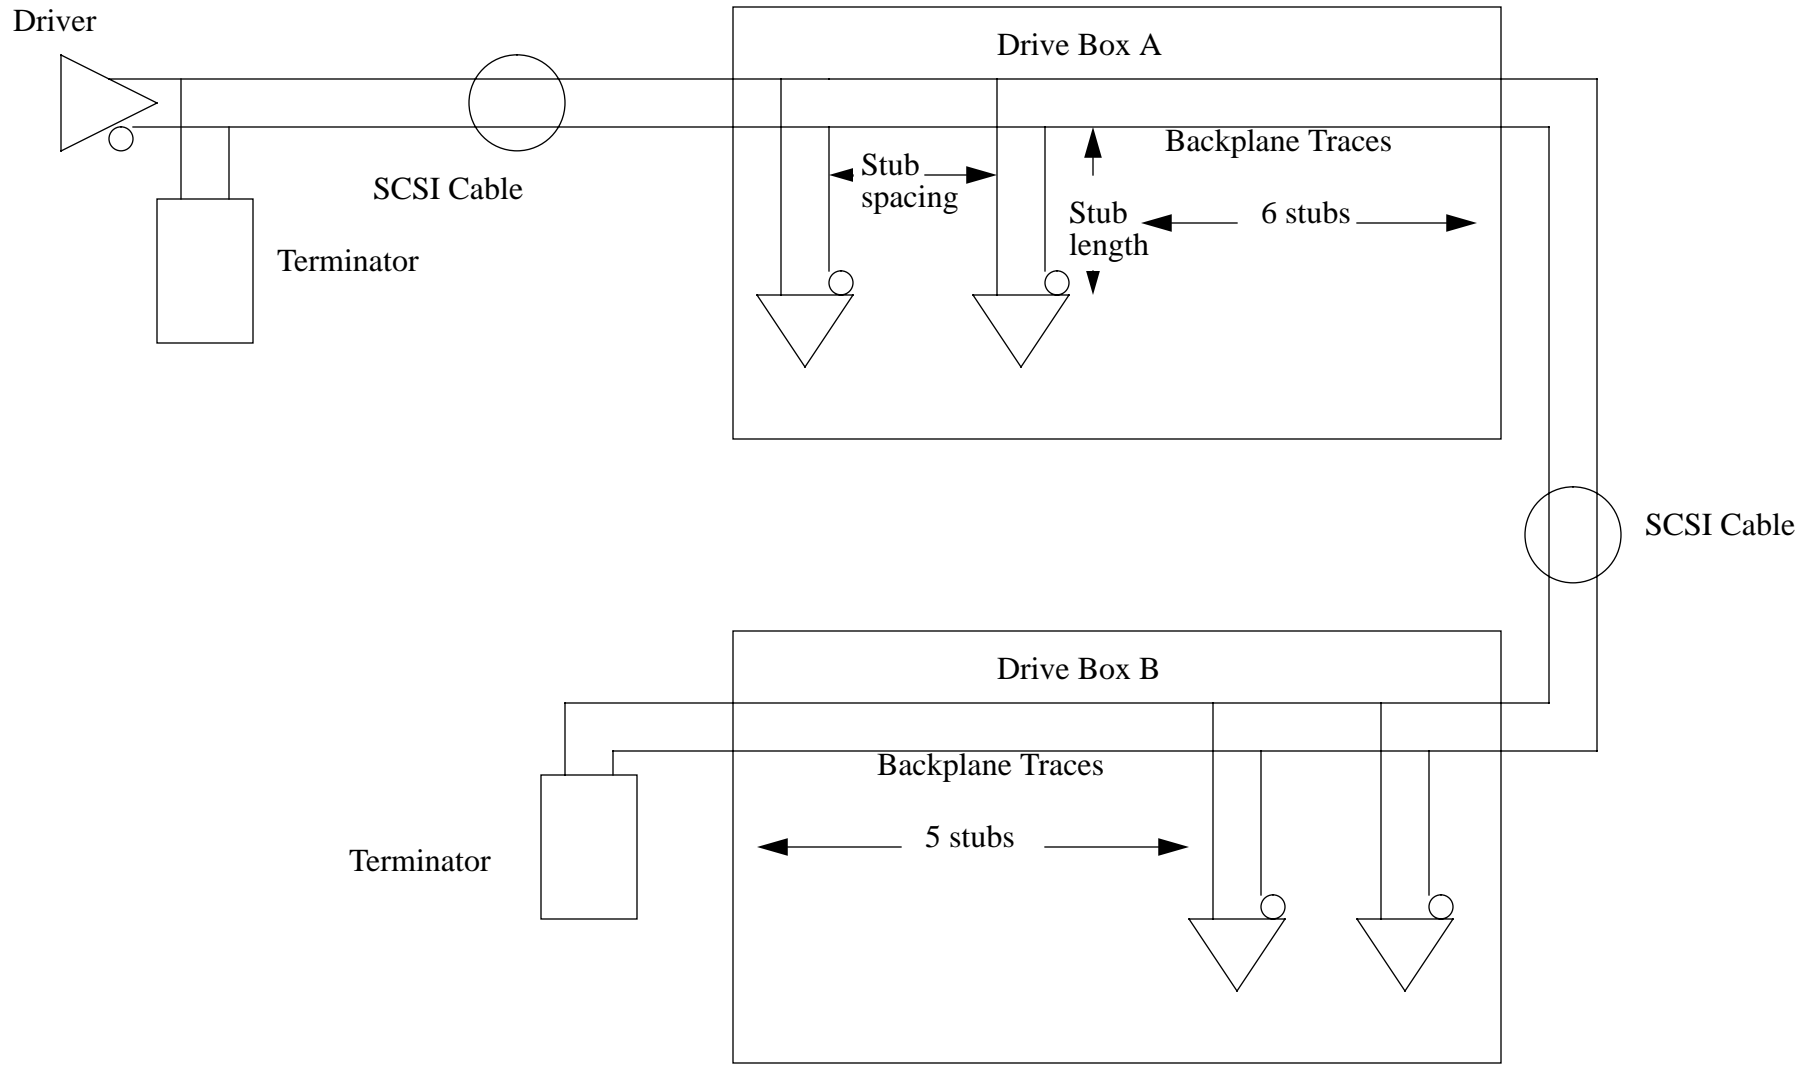 Driver
Drive Box A
Backplane Traces
Stub
spacing
SCSI Cable
Stub
length
6 stubs
Terminator
SCSI Cable
Drive Box B
Backplane Traces
5 stubs
Terminator